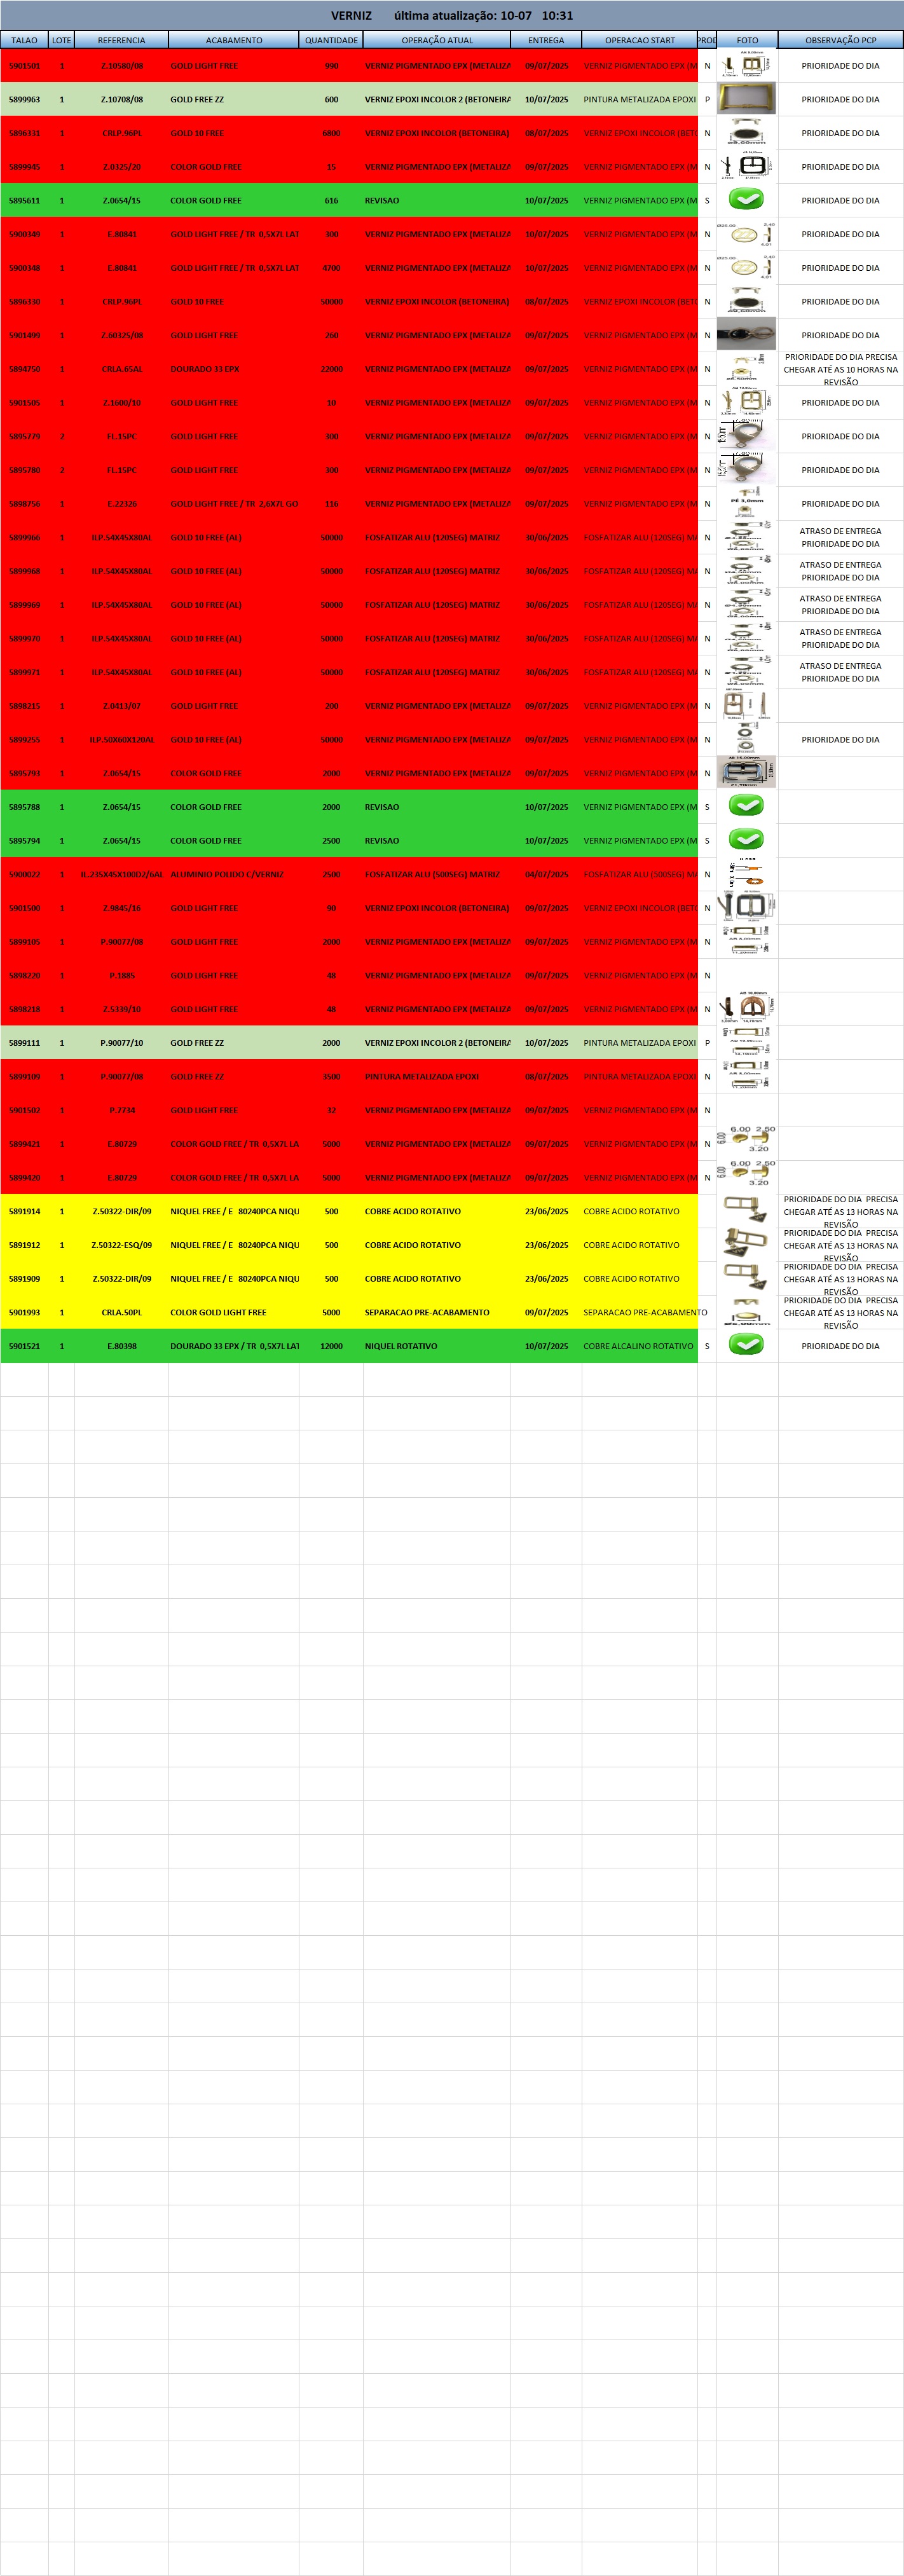 VERNIZ última atualização: 10-07 10:31
TALAO LOTE REFERENCIA ACABAMENTO QUANTIDADE OPERAÇÃO ATUAL ENTREGA OPERACAO START PROD FOTO OBSERVAÇÃO PCP
5901501 1 Z.10580/08 GOLD LIGHT FREE 990 VERNIZ PIGMENTADO EPX (METALIZA 09/07/2025 VERNIZ PIGMENTADO EPX (M N PRIORIDADE DO DIA
5899963 1 Z.10708/08 GOLD FREE ZZ 600 VERNIZ EPOXI INCOLOR 2 (BETONEIRA 10/07/2025 PINTURA METALIZADA EPOXI P PRIORIDADE DO DIA
5896331 1 CRLP.96PL GOLD 10 FREE 6800 VERNIZ EPOXI INCOLOR (BETONEIRA) 08/07/2025 VERNIZ EPOXI INCOLOR (BETO N PRIORIDADE DO DIA
5899945 1 Z.0325/20 COLOR GOLD FREE 15 VERNIZ PIGMENTADO EPX (METALIZA 09/07/2025 VERNIZ PIGMENTADO EPX (M N PRIORIDADE DO DIA
5895611 1 Z.0654/15 COLOR GOLD FREE 616 REVISAO 10/07/2025 VERNIZ PIGMENTADO EPX (M S PRIORIDADE DO DIA
5900349 1 E.80841 GOLD LIGHT FREE / TR 0,5X7L LAT 300 VERNIZ PIGMENTADO EPX (METALIZA 10/07/2025 VERNIZ PIGMENTADO EPX (M N PRIORIDADE DO DIA
5900348 1 E.80841 GOLD LIGHT FREE / TR 0,5X7L LAT 4700 VERNIZ PIGMENTADO EPX (METALIZA 10/07/2025 VERNIZ PIGMENTADO EPX (M N PRIORIDADE DO DIA
5896330 1 CRLP.96PL GOLD 10 FREE 50000 VERNIZ EPOXI INCOLOR (BETONEIRA) 08/07/2025 VERNIZ EPOXI INCOLOR (BETO N PRIORIDADE DO DIA
5901499 1 Z.60325/08 GOLD LIGHT FREE 260 VERNIZ PIGMENTADO EPX (METALIZA 09/07/2025 VERNIZ PIGMENTADO EPX (M N PRIORIDADE DO DIA
5894750 1 CRLA.65AL DOURADO 33 EPX 22000 VERNIZ PIGMENTADO EPX (METALIZA 09/07/2025 VERNIZ PIGMENTADO EPX (M N PRIORIDADE DO DIA PRECISA CHEGAR ATÉ AS 10 HORAS NA REVISÃO
5901505 1 Z.1600/10 GOLD LIGHT FREE 10 VERNIZ PIGMENTADO EPX (METALIZA 09/07/2025 VERNIZ PIGMENTADO EPX (M N PRIORIDADE DO DIA
5895779 2 FL.15PC GOLD LIGHT FREE 300 VERNIZ PIGMENTADO EPX (METALIZA 09/07/2025 VERNIZ PIGMENTADO EPX (M N PRIORIDADE DO DIA
5895780 2 FL.15PC GOLD LIGHT FREE 300 VERNIZ PIGMENTADO EPX (METALIZA 09/07/2025 VERNIZ PIGMENTADO EPX (M N PRIORIDADE DO DIA
5898756 1 E.22326 GOLD LIGHT FREE / TR 2,6X7L GO 116 VERNIZ PIGMENTADO EPX (METALIZA 09/07/2025 VERNIZ PIGMENTADO EPX (M N PÉ 3,0mm PRIORIDADE DO DIA
5899966 1 ILP.54X45X80AL GOLD 10 FREE (AL) 50000 FOSFATIZAR ALU (120SEG) MATRIZ 30/06/2025 FOSFATIZAR ALU (120SEG) MA N ATRASO DE ENTREGA PRIORIDADE DO DIA
5899968 1 ILP.54X45X80AL GOLD 10 FREE (AL) 50000 FOSFATIZAR ALU (120SEG) MATRIZ 30/06/2025 FOSFATIZAR ALU (120SEG) MA N ATRASO DE ENTREGA PRIORIDADE DO DIA
5899969 1 ILP.54X45X80AL GOLD 10 FREE (AL) 50000 FOSFATIZAR ALU (120SEG) MATRIZ 30/06/2025 FOSFATIZAR ALU (120SEG) MA N ATRASO DE ENTREGA PRIORIDADE DO DIA
5899970 1 ILP.54X45X80AL GOLD 10 FREE (AL) 50000 FOSFATIZAR ALU (120SEG) MATRIZ 30/06/2025 FOSFATIZAR ALU (120SEG) MA N ATRASO DE ENTREGA PRIORIDADE DO DIA
5899971 1 ILP.54X45X80AL GOLD 10 FREE (AL) 50000 FOSFATIZAR ALU (120SEG) MATRIZ 30/06/2025 FOSFATIZAR ALU (120SEG) MA N ATRASO DE ENTREGA PRIORIDADE DO DIA
5898215 1 Z.0413/07 GOLD LIGHT FREE 200 VERNIZ PIGMENTADO EPX (METALIZA 09/07/2025 VERNIZ PIGMENTADO EPX (M N
5899255 1 ILP.50X60X120AL GOLD 10 FREE (AL) 50000 VERNIZ PIGMENTADO EPX (METALIZA 09/07/2025 VERNIZ PIGMENTADO EPX (M N PRIORIDADE DO DIA
5895793 1 Z.0654/15 COLOR GOLD FREE 2000 VERNIZ PIGMENTADO EPX (METALIZA 09/07/2025 VERNIZ PIGMENTADO EPX (M N
5895788 1 Z.0654/15 COLOR GOLD FREE 2000 REVISAO 10/07/2025 VERNIZ PIGMENTADO EPX (M S
5895794 1 Z.0654/15 COLOR GOLD FREE 2500 REVISAO 10/07/2025 VERNIZ PIGMENTADO EPX (M S
5900022 1 IL.235X45X100D2/6AL ALUMINIO POLIDO C/VERNIZ 2500 FOSFATIZAR ALU (500SEG) MATRIZ 04/07/2025 FOSFATIZAR ALU (500SEG) MA N
5901500 1 Z.9845/16 GOLD LIGHT FREE 90 VERNIZ EPOXI INCOLOR (BETONEIRA) 09/07/2025 VERNIZ EPOXI INCOLOR (BETO N
5899105 1 P.90077/08 GOLD LIGHT FREE 2000 VERNIZ PIGMENTADO EPX (METALIZA 09/07/2025 VERNIZ PIGMENTADO EPX (M N
5898220 1 P.1885 GOLD LIGHT FREE 48 VERNIZ PIGMENTADO EPX (METALIZA 09/07/2025 VERNIZ PIGMENTADO EPX (M N
5898218 1 Z.5339/10 GOLD LIGHT FREE 48 VERNIZ PIGMENTADO EPX (METALIZA 09/07/2025 VERNIZ PIGMENTADO EPX (M N
5899111 1 P.90077/10 GOLD FREE ZZ 2000 VERNIZ EPOXI INCOLOR 2 (BETONEIRA 10/07/2025 PINTURA METALIZADA EPOXI P
5899109 1 P.90077/08 GOLD FREE ZZ 3500 PINTURA METALIZADA EPOXI 08/07/2025 PINTURA METALIZADA EPOXI N
5901502 1 P.7734 GOLD LIGHT FREE 32 VERNIZ PIGMENTADO EPX (METALIZA 09/07/2025 VERNIZ PIGMENTADO EPX (M N
5899421 1 E.80729 COLOR GOLD FREE / TR 0,5X7L LA 5000 VERNIZ PIGMENTADO EPX (METALIZA 09/07/2025 VERNIZ PIGMENTADO EPX (M N 6.00 6.00 2.50 3.20
5899420 1 E.80729 COLOR GOLD FREE / TR 0,5X7L LA 5000 VERNIZ PIGMENTADO EPX (METALIZA 09/07/2025 VERNIZ PIGMENTADO EPX (M N 6.00 6.00 2.50 3.20
5891914 1 Z.50322-DIR/09 NIQUEL FREE / E 80240PCA NIQU 500 COBRE ACIDO ROTATIVO 23/06/2025 COBRE ACIDO ROTATIVO PRIORIDADE DO DIA PRECISA CHEGAR ATÉ AS 13 HORAS NA REVISÃO
5891912 1 Z.50322-ESQ/09 NIQUEL FREE / E 80240PCA NIQU 500 COBRE ACIDO ROTATIVO 23/06/2025 COBRE ACIDO ROTATIVO PRIORIDADE DO DIA PRECISA CHEGAR ATÉ AS 13 HORAS NA REVISÃO
5891909 1 Z.50322-DIR/09 NIQUEL FREE / E 80240PCA NIQU 500 COBRE ACIDO ROTATIVO 23/06/2025 COBRE ACIDO ROTATIVO PRIORIDADE DO DIA PRECISA CHEGAR ATÉ AS 13 HORAS NA REVISÃO
5901993 1 CRLA.50PL COLOR GOLD LIGHT FREE 5000 SEPARACAO PRE-ACABAMENTO 09/07/2025 SEPARACAO PRE-ACABAMENTO PRIORIDADE DO DIA PRECISA CHEGAR ATÉ AS 13 HORAS NA REVISÃO
5901521 1 E.80398 DOURADO 33 EPX / TR 0,5X7L LAT 12000 NIQUEL ROTATIVO 10/07/2025 COBRE ALCALINO ROTATIVO S PRIORIDADE DO DIA